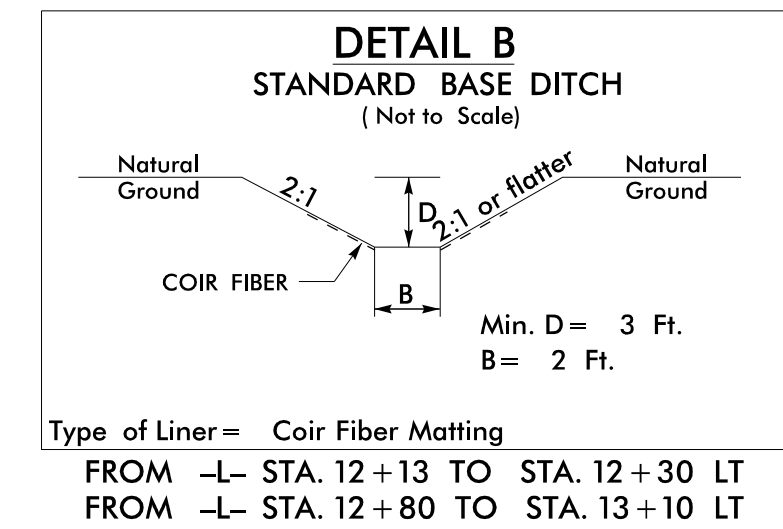 DETAIL B
STANDARD BASE DITCH
( Not to Scale)
Natural
Ground
2:1
D
2:1 or flatter
Natural
Ground
COIR FIBER
B
Min. D = 3 Ft.
B = 2 Ft.
Type of Liner = Coir Fiber Matting
FROM -L- STA. 12+13 TO STA. 12+30 LT
FROM -L- STA. 12+80 TO STA. 13+10 LT